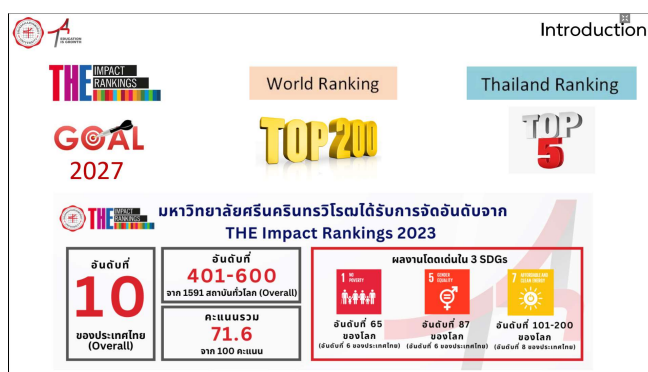 EDUCATION
IS GROWTH
Introduction
THE IMPACT
RANKINGS
World Ranking
Thailand Ranking
GOAL
2027
TOP 200
TOP
5
THE IMPACT
RANKINGS
มหาวิทยาลัยศรีนครินทรวิโรฒได้รับการจัดอันดับจาก
THE Impact Rankings 2023
อันดับที่
10
ของประเทศไทย
(Overall)
อันดับที่
401-600
จาก 1591 สถาบันทั่วโลก (Overall)
คะแนนรวม
71.6
จาก 100 คะแนน
ผลงานโดดเด่นใน 3 SDGs
1 NO
POVERTY
อันดับที่ 65
ของโลก
(อันดับที่ 6 ของประเทศไทย)
5 GENDER
EQUALITY
อันดับที่ 87
ของโลก
(อันดับที่ 6 ของประเทศไทย)
7 AFFORDABLE AND
CLEAN ENERGY
อันดับที่ 101-200
ของโลก
(อันดับที่ 8 ของประเทศไทย)